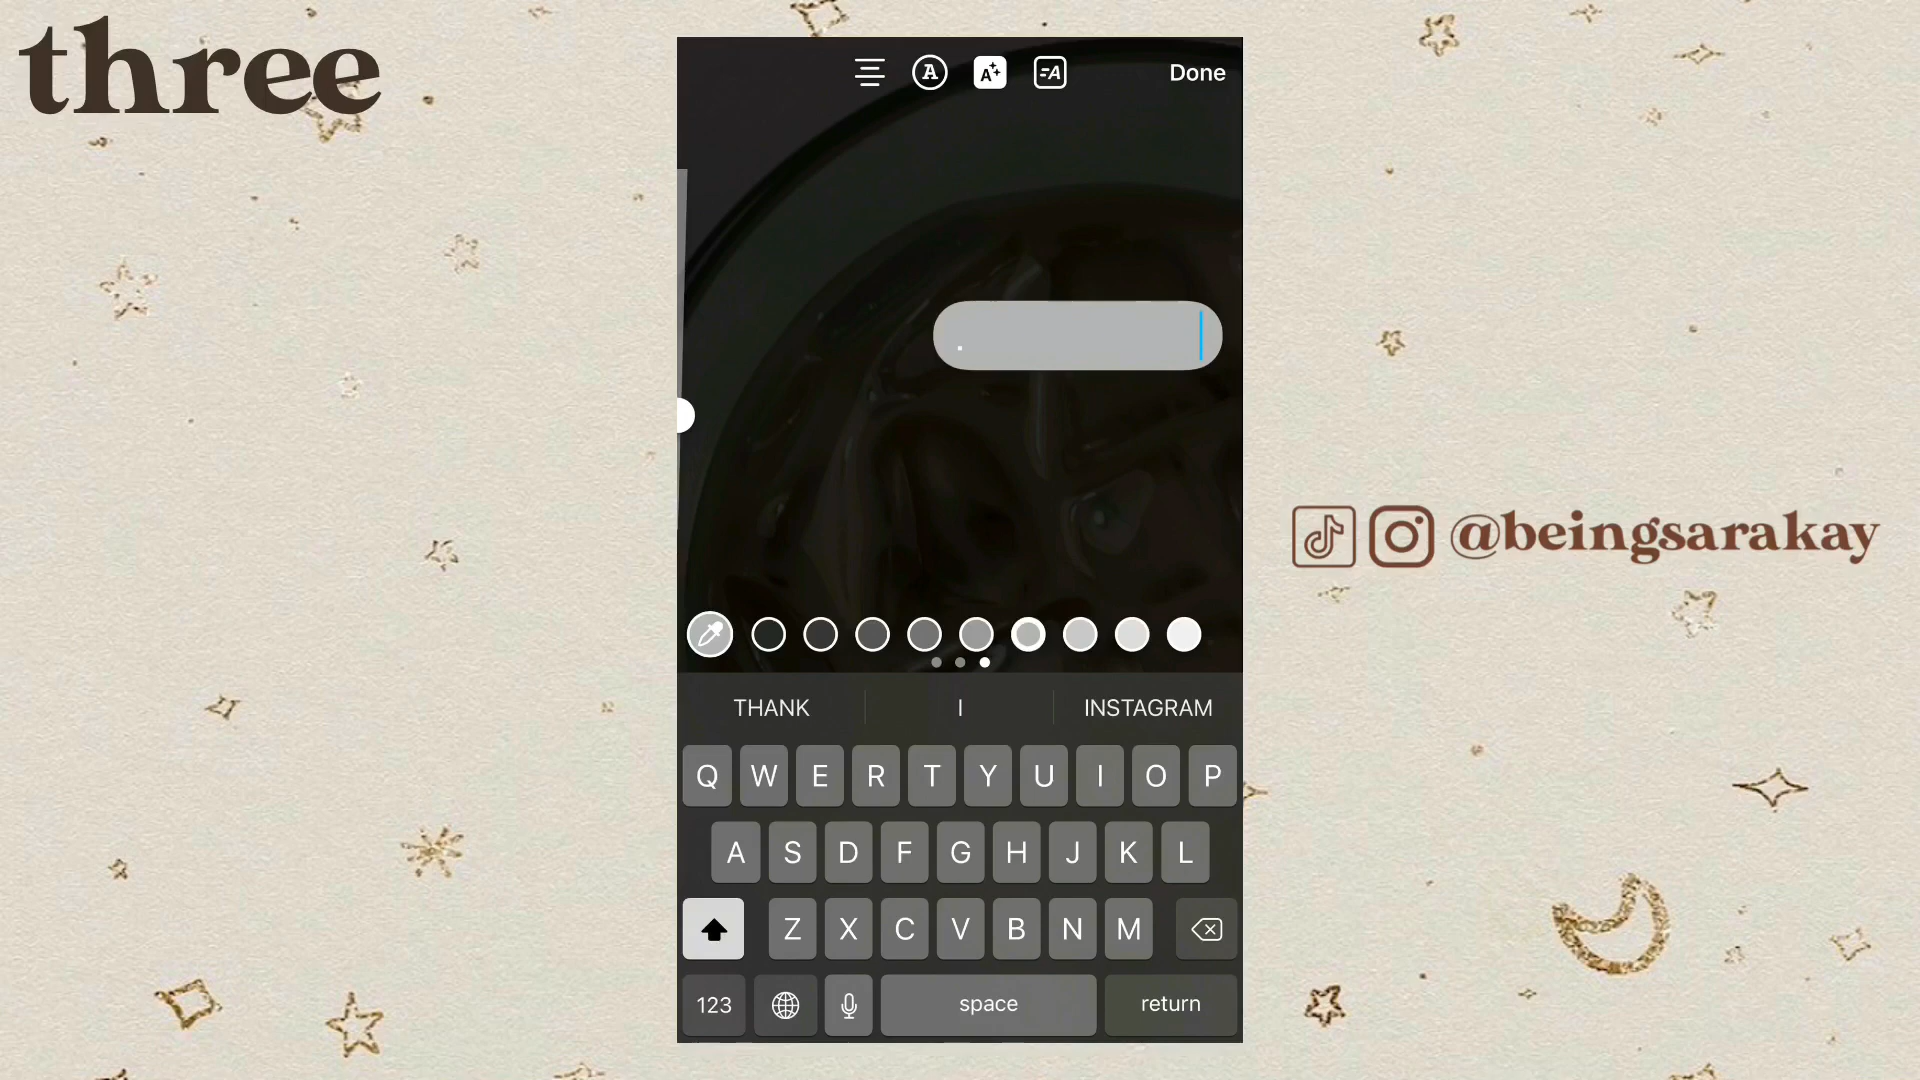 three
Done
.
THANK I INSTAGRAM
Q W E R T Y U I O P
A S D F G H J K L
Z X C V B N M
123 space return
@beingsarakay